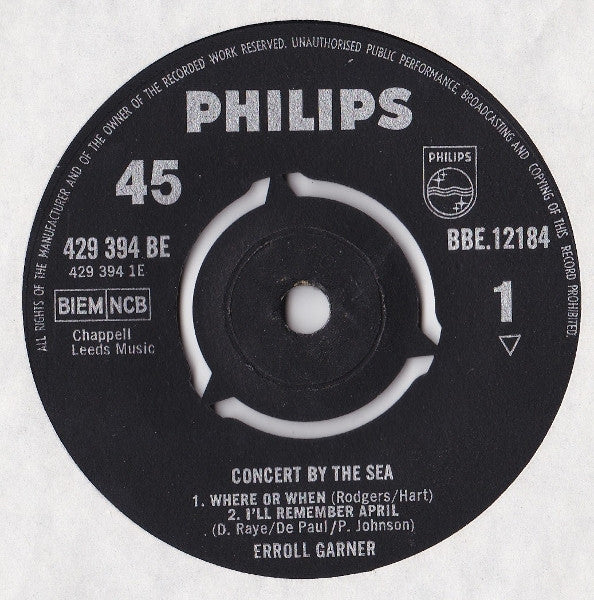 ALL RIGHTS OF THE MANUFACTURER AND OF THE OWNER OF THE RECORDED WORK RESERVED. UNAUTHORISED PUBLIC PERFORMANCE, BROADCASTING AND COPYING OF THIS RECORD PROHIBITED.
PHILIPS
45
PHILIPS
429 394 BE
429 394 1E
BBE.12184
BIEM NCB
1
Chappell
Leeds Music
CONCERT BY THE SEA
1. WHERE OR WHEN (Rodgers/Hart)
2. I'LL REMEMBER APRIL
(D. Raye/De Paul/P. Johnson)
ERROLL GARNER